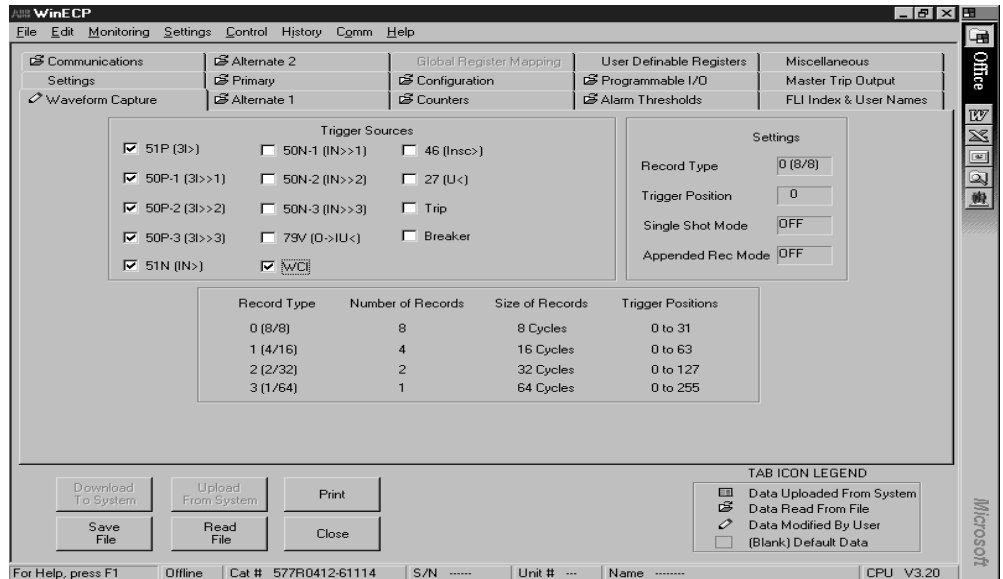 ABB WinECP
File Edit Monitoring Settings Control History Comm Help
Communications Alternate 2 Global Register Mapping User Definable Registers Miscellaneous
Settings Primary Configuration Programmable I/O Master Trip Output
Waveform Capture Alternate 1 Counters Alarm Thresholds FLI Index & User Names
Trigger Sources
51P (3I>) 50N-1 (IN>>1) 46 (Insc>)
50P-1 (3I>>1) 50N-2 (IN>>2) 27 (U<)
50P-2 (3I>>2) 50N-3 (IN>>3) Trip
50P-3 (3I>>3) 79V (O->IU<) Breaker
51N (IN>) WCI
Settings
Record Type 0 (8/8)
Trigger Position 0
Single Shot Mode OFF
Appended Rec Mode OFF
Record Type Number of Records Size of Records Trigger Positions
0 (8/8) 8 8 Cycles 0 to 31
1 (4/16) 4 16 Cycles 0 to 63
2 (2/32) 2 32 Cycles 0 to 127
3 (1/64) 1 64 Cycles 0 to 255
Download To System Upload From System Print
Save File Read File Close
TAB ICON LEGEND
Data Uploaded From System
Data Read From File
Data Modified By User
(Blank) Default Data
For Help, press F1 Offline Cat # 577R0412-61114 S/N ------ Unit # --- Name -------- CPU V3.20
Office
Microsoft